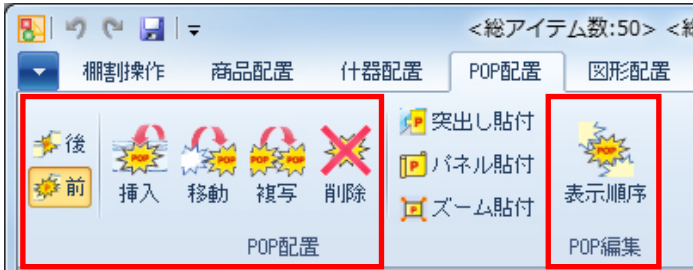 <総アイテム数:50> <総
棚割操作 商品配置 什器配置 POP配置 図形配置
後
前
挿入 移動 複写 削除
突出し貼付
パネル貼付
ズーム貼付
表示順序
POP配置 POP編集